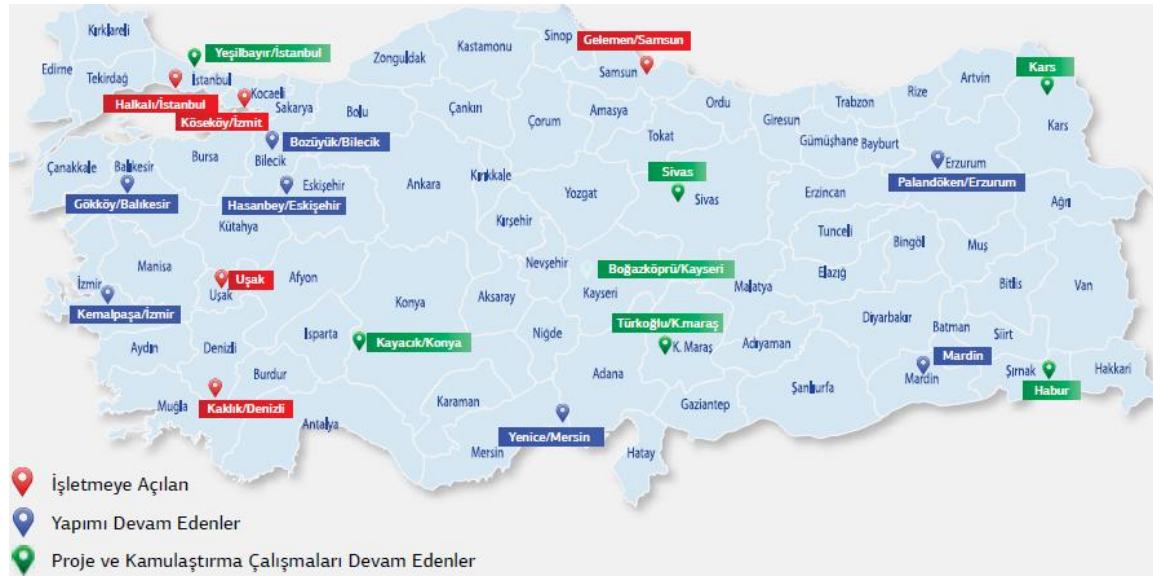 Kırklareli
Edirne
Tekirdağ
Yeşilbayır/İstanbul
İstanbul
Halkalı/İstanbul
Kocaeli
Köseköy/İzmit
Sakarya
Bolu
Zonguldak
Kastamonu
Sinop
Gelemen/Samsun
Samsun
Çankırı
Çorum
Amasya
Ordu
Tokat
Giresun
Trabzon
Rize
Artvin
Kars
Kars
Gümüşhane
Bayburt
Erzurum
Palandöken/Erzurum
Ağrı
Çanakkale
Balıkesir
Gökköy/Balıkesir
Bursa
Bozüyük/Bilecik
Bilecik
Eskişehir
Hasanbey/Eskişehir
Kütahya
Ankara
Kırıkkale
Yozgat
Kırşehir
Sivas
Sivas
Erzincan
Tunceli
Bingöl
Muş
Elazığ
Bitlis
Van
Manisa
İzmir
Kemalpaşa/İzmir
Uşak
Uşak
Afyon
Konya
Aksaray
Nevşehir
Boğazköprü/Kayseri
Kayseri
Malatya
Aydın
Denizli
Isparta
Kayacık/Konya
Niğde
Türkoğlu/K.maraş
K. Maraş
Adıyaman
Diyarbakır
Batman
Siirt
Mardin
Mardin
Şırnak
Habur
Hakkari
Muğla
Kaklık/Denizli
Burdur
Antalya
Karaman
Mersin
Yenice/Mersin
Adana
Gaziantep
Şanlıurfa
Hatay
İşletmeye Açılan
Yapımı Devam Edenler
Proje ve Kamulaştırma Çalışmaları Devam Edenler